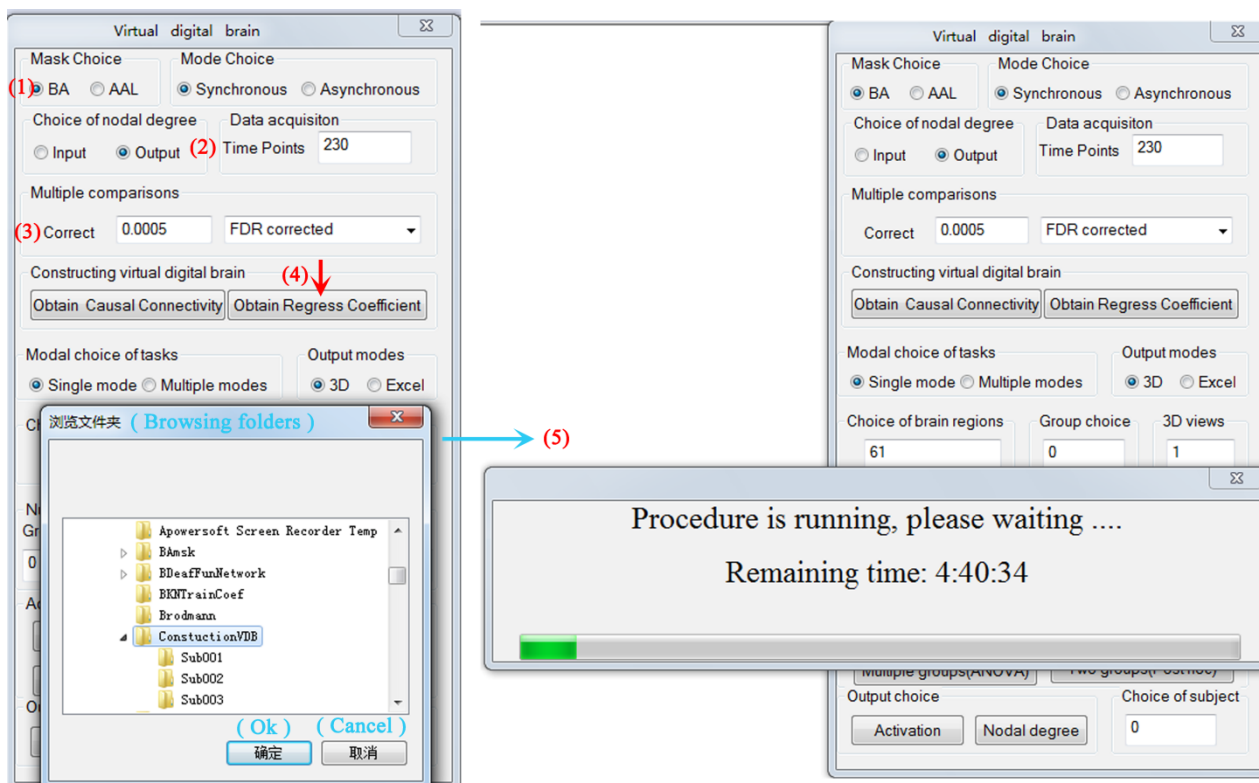 Virtual digital brain
Mask Choice Mode Choice
(1) BA AAL Synchronous Asynchronous
Choice of nodal degree Data acquisiton
Input Output (2) Time Points 230
Multiple comparisons
(3) Correct 0.0005 FDR corrected
Constructing virtual digital brain
(4)
Obtain Causal Connectivity Obtain Regress Coefficient
Modal choice of tasks Output modes
Single mode Multiple modes 3D Excel
浏览文件夹 ( Browsing folders )
Apowersoft Screen Recorder Temp
BAmsk
BDeafFunNetwork
BKNTrainCoef
Brodmann
ConstuctionVDB
Sub001
Sub002
Sub003
( Ok ) ( Cancel )
确定 取消
(5)
Virtual digital brain
Mask Choice Mode Choice
BA AAL Synchronous Asynchronous
Choice of nodal degree Data acquisiton
Input Output Time Points 230
Multiple comparisons
Correct 0.0005 FDR corrected
Constructing virtual digital brain
Obtain Causal Connectivity Obtain Regress Coefficient
Modal choice of tasks Output modes
Single mode Multiple modes 3D Excel
Choice of brain regions Group choice 3D views
61 0 1
Procedure is running, please waiting ....
Remaining time: 4:40:34
Multiple groups(ANOVA) Two groups(PostHoc)
Output choice Choice of subject
Activation Nodal degree 0